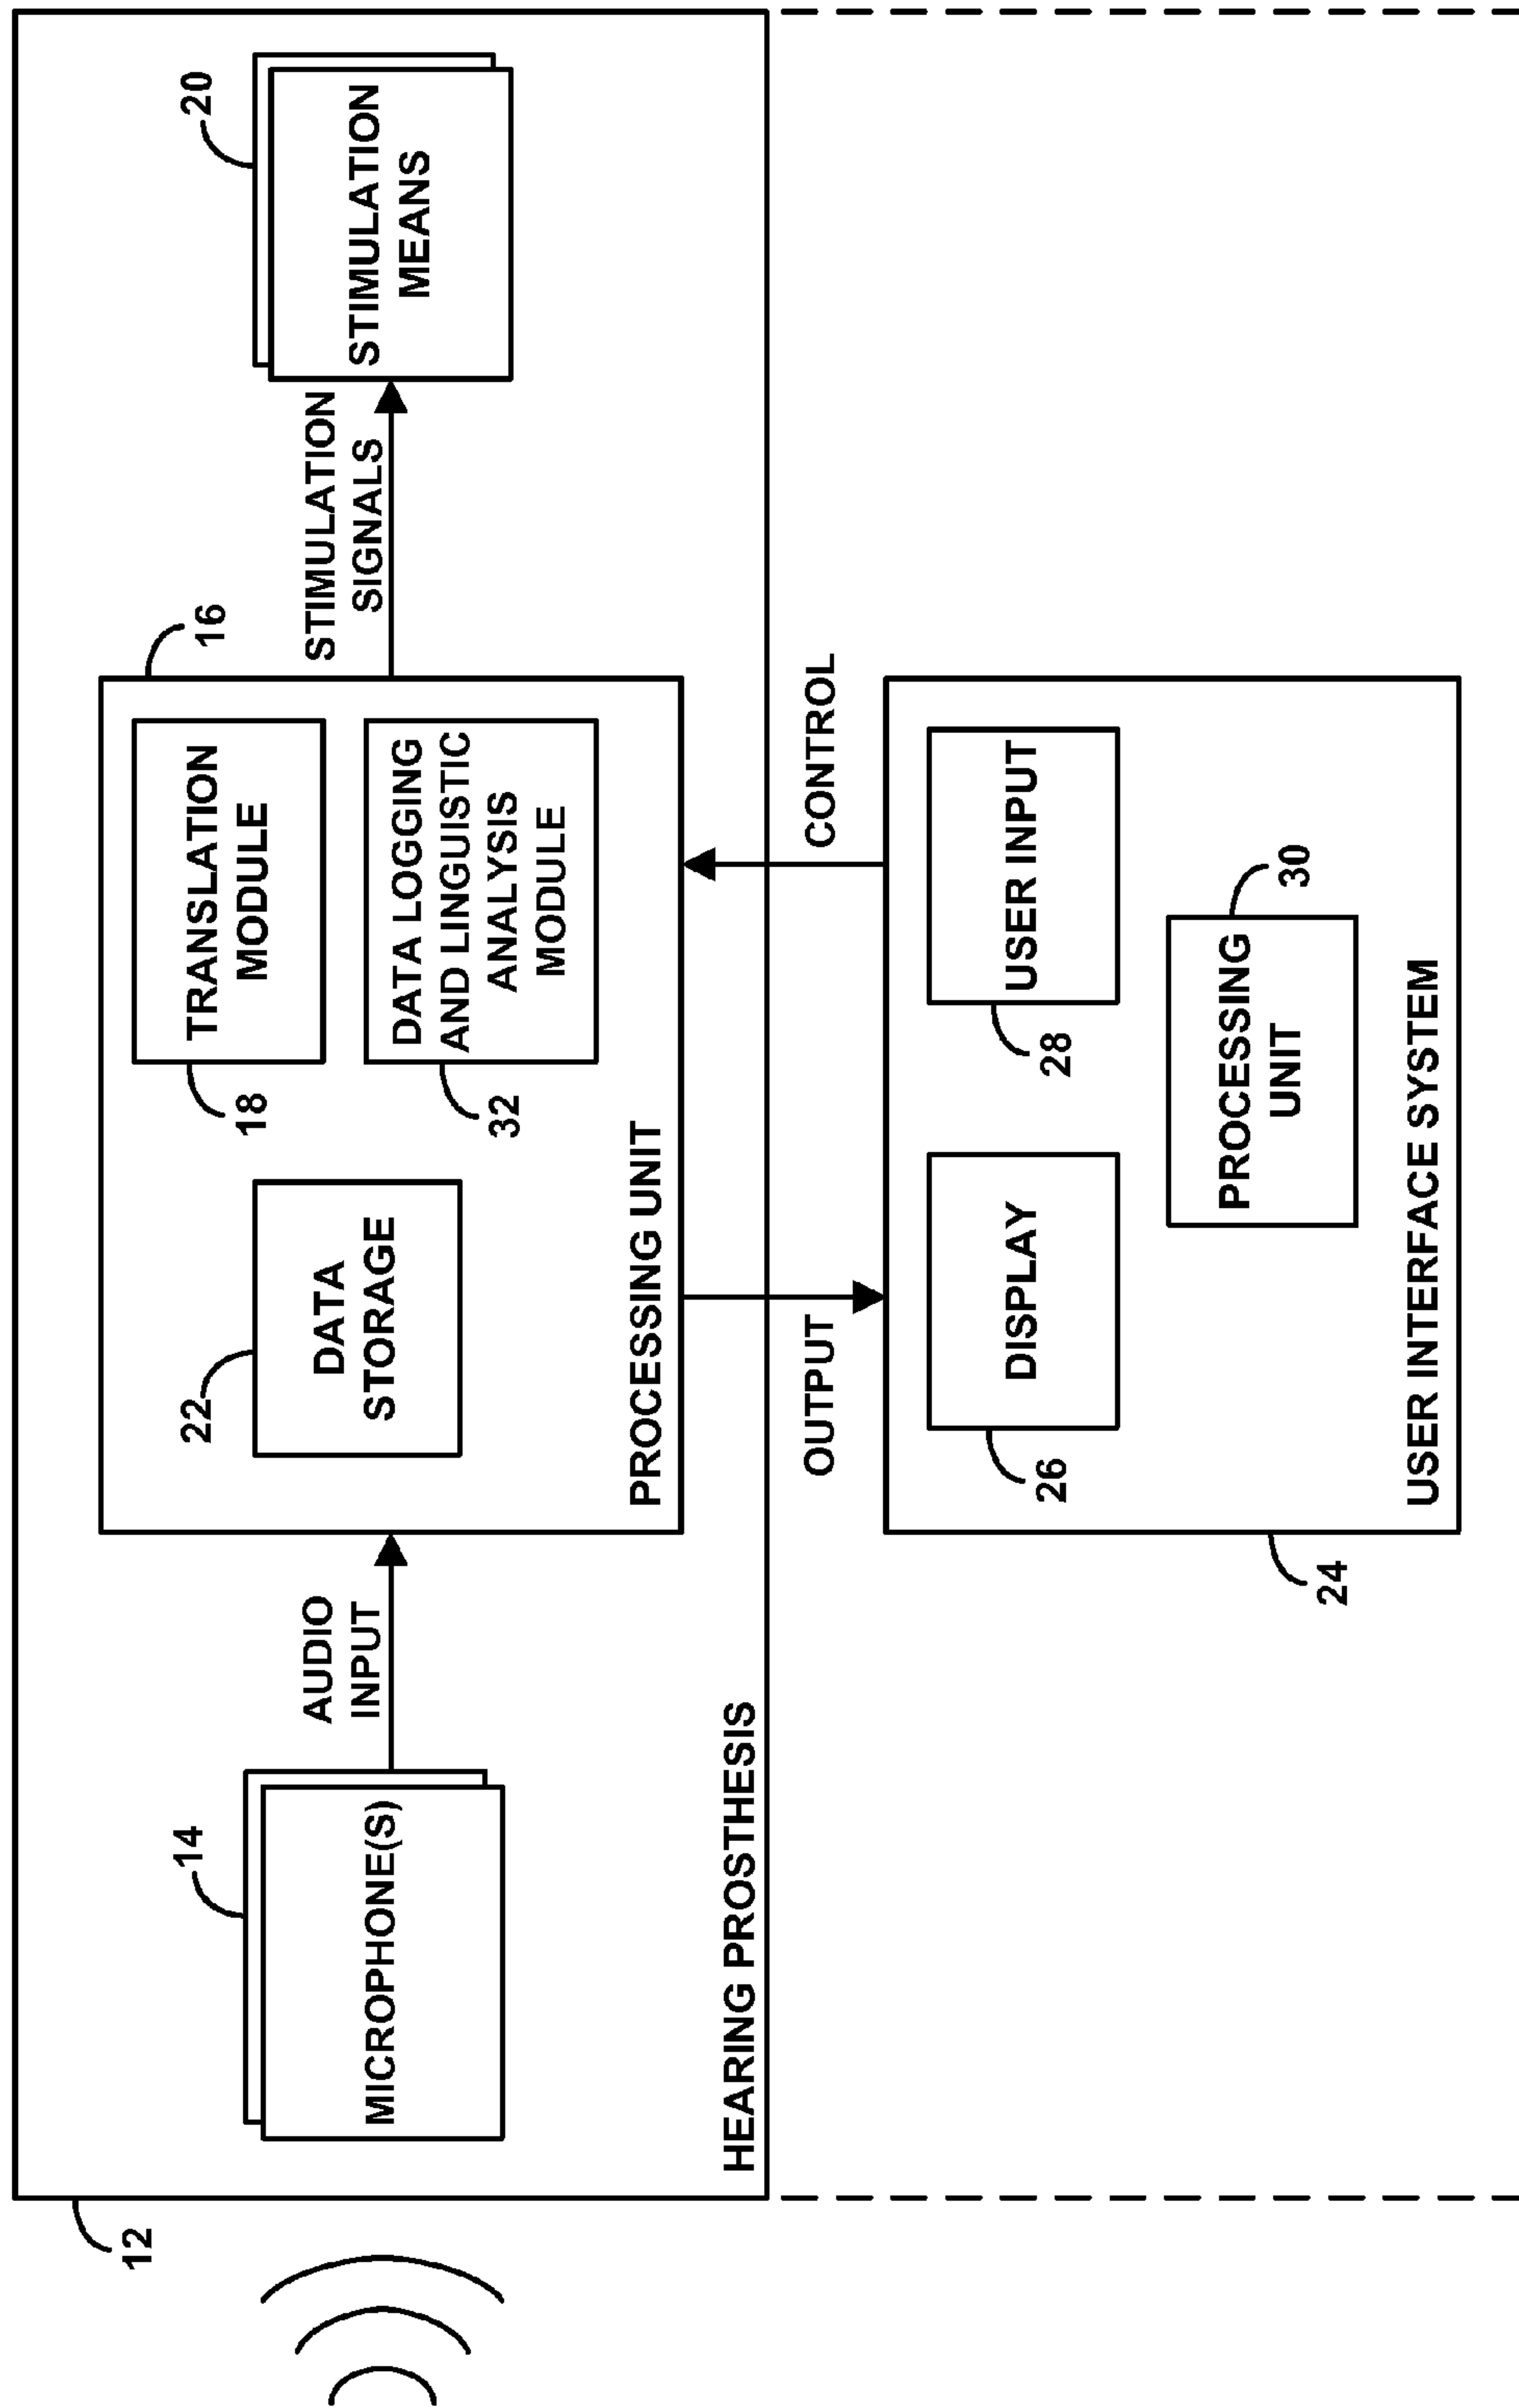 12
14
MICROPHONE(S)
AUDIO
INPUT
16
22
DATA
STORAGE
18
TRANSLATION
MODULE
32
DATA LOGGING
AND LINGUISTIC
ANALYSIS
MODULE
PROCESSING UNIT
STIMULATION
SIGNALS
20
STIMULATION
MEANS
HEARING PROSTHESIS
OUTPUT
CONTROL
26
DISPLAY
28
USER INPUT
30
PROCESSING
UNIT
24
USER INTERFACE SYSTEM